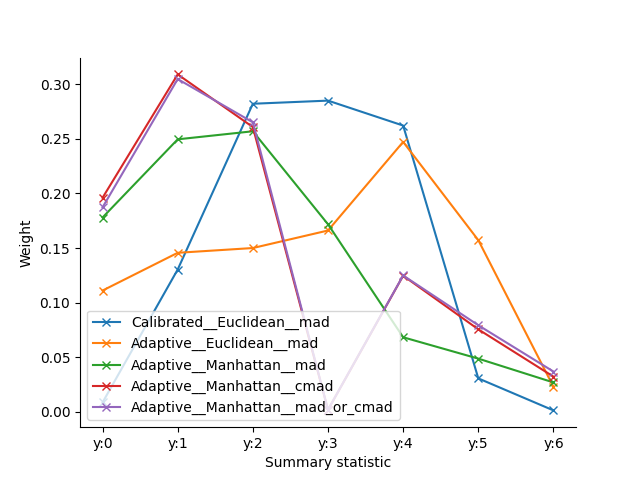 0.30
0.25
0.20
0.15
0.10
0.05
0.00
Weight
Calibrated__Euclidean__mad
Adaptive__Euclidean__mad
Adaptive__Manhattan__mad
Adaptive__Manhattan__cmad
Adaptive__Manhattan__mad_or_cmad
y:0 y:1 y:2 y:3 y:4 y:5 y:6
Summary statistic